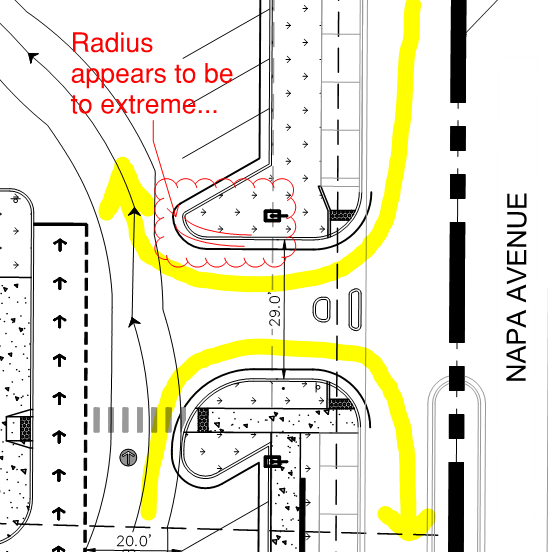 Radius
appears to be
to extreme...
NAPA AVENUE
29.0'
20.0'